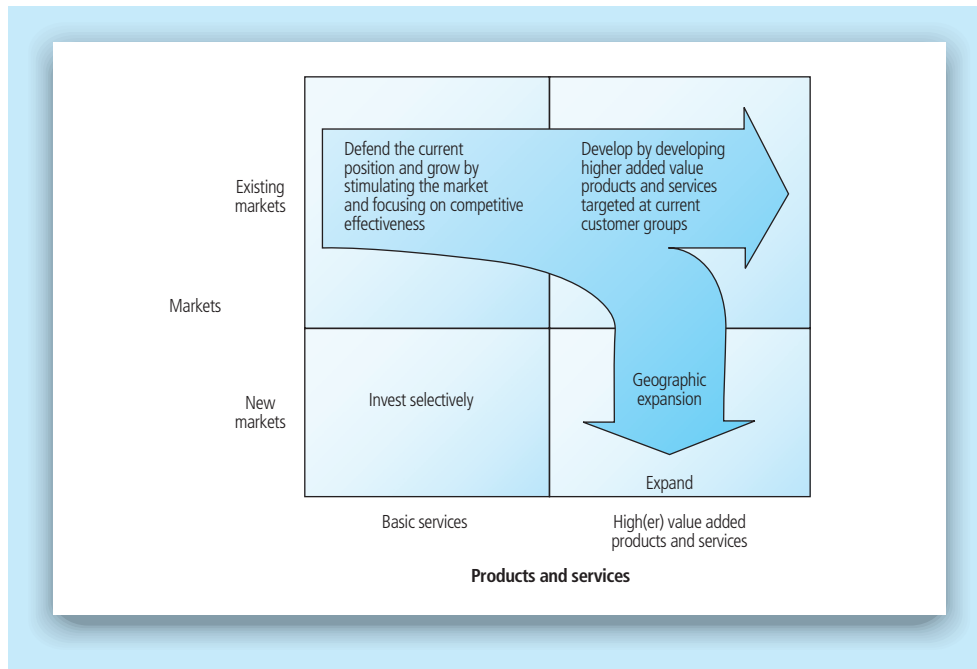 Defend the current
position and grow by
stimulating the market
and focusing on competitive
effectiveness
Develop by developing
higher added value
products and services
targeted at current
customer groups
Existing
markets
Markets
New
markets
Invest selectively
Geographic
expansion
Expand
Basic services
High(er) value added
products and services
Products and services